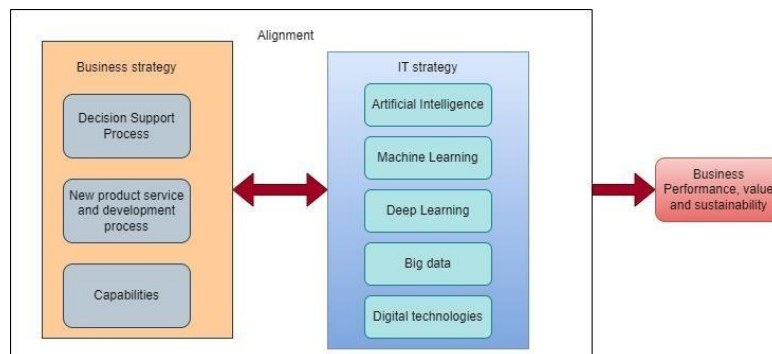 Alignment
Business strategy
Decision Support
Process
New product service
and development
process
Capabilities
IT strategy
Artificial Intelligence
Machine Learning
Deep Learning
Big data
Digital technologies
Business
Performance, value
and sustainability